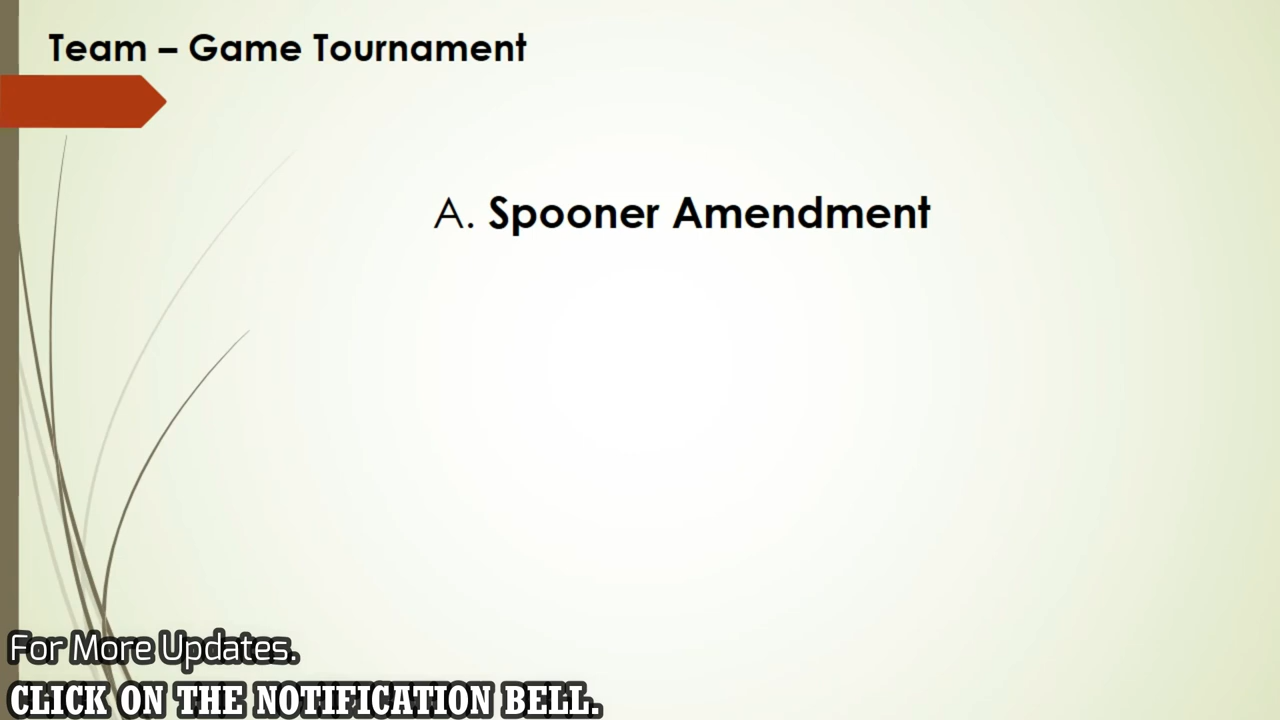 Team – Game Tournament
A. Spooner Amendment
For More Updates.
CLICK ON THE NOTIFICATION BELL.